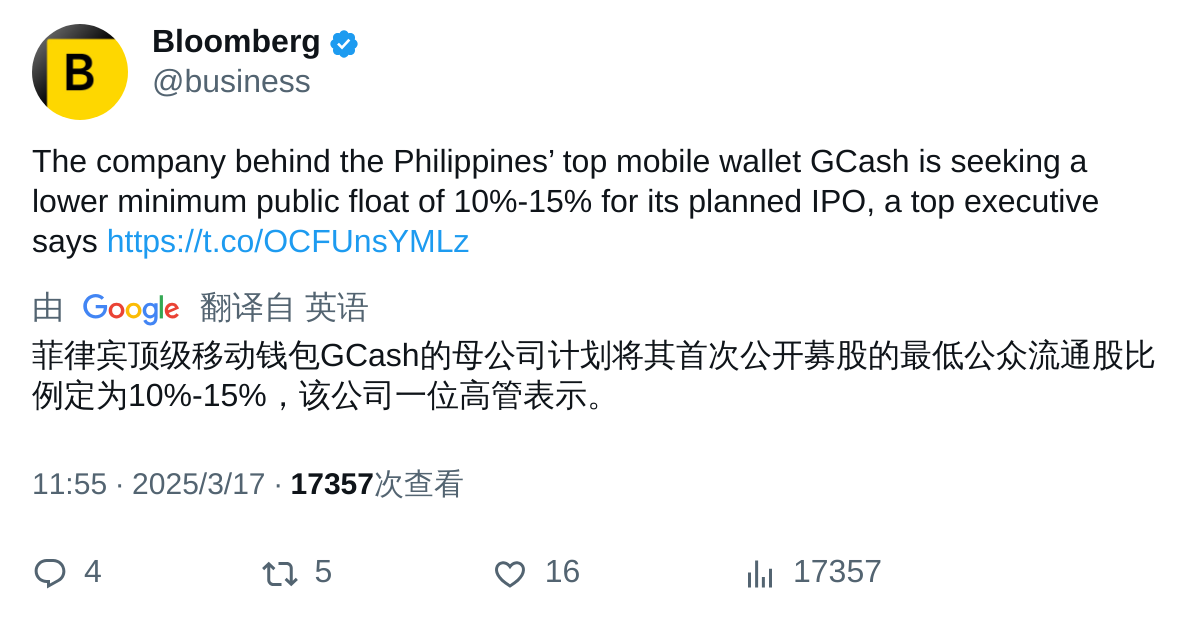 B
Bloomberg
@business
The company behind the Philippines’ top mobile wallet GCash is seeking a
lower minimum public float of 10%-15% for its planned IPO, a top executive
says https://t.co/OCFUnsYMLz
由 Google 翻译自 英语
菲律宾顶级移动钱包GCash的母公司计划将其首次公开募股的最低公众流通股比
例定为10%-15%，该公司一位高管表示。
11:55 · 2025/3/17 · 17357次查看
4 5 16 17357